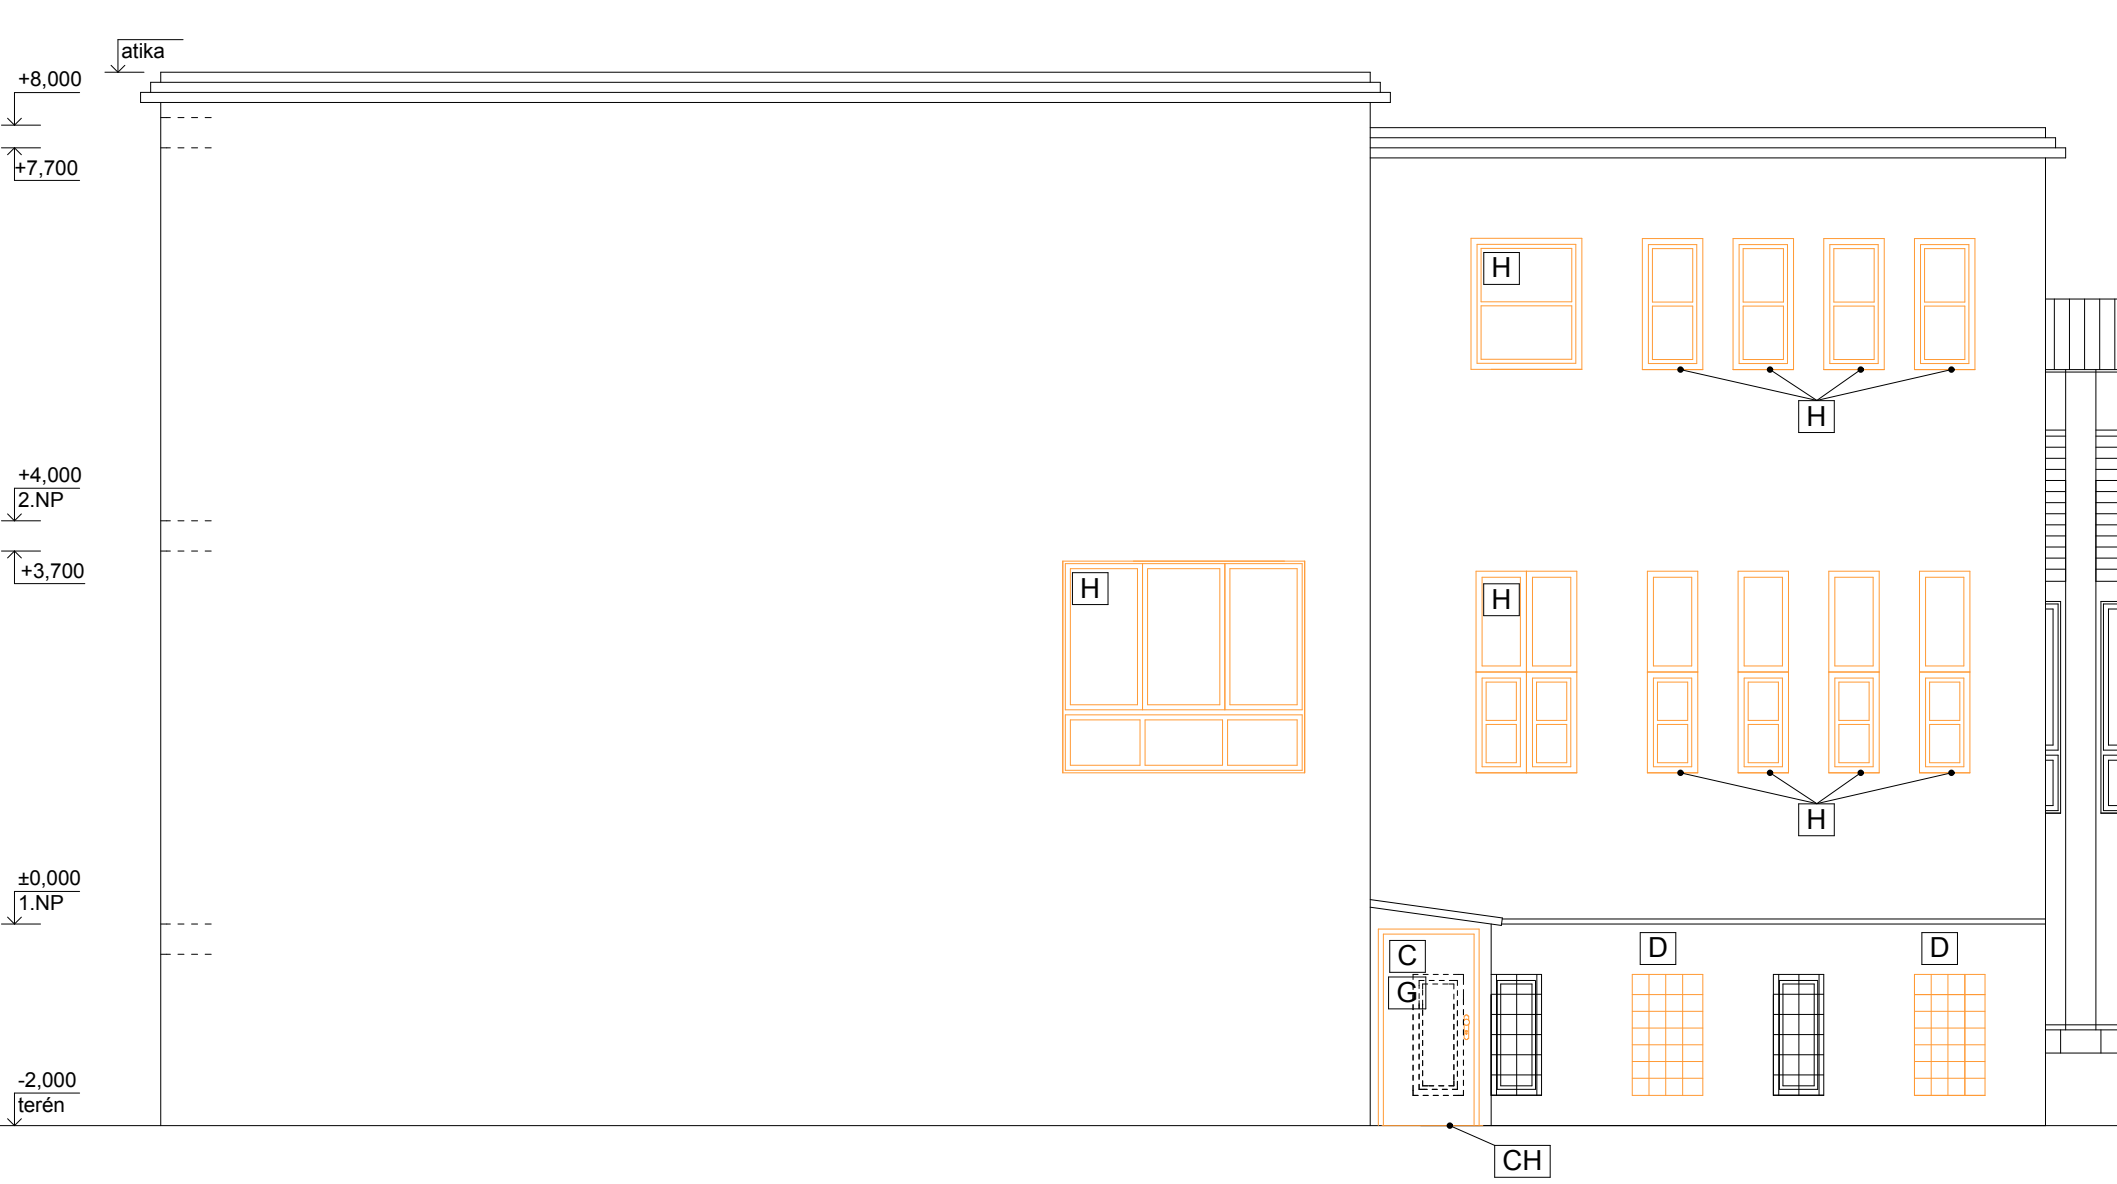 atika
+8,000
+7,700
H
H
+4,000
2.NP
+3,700
H
H
H
±0,000
1.NP
C
D
D
G
-2,000
terén
CH